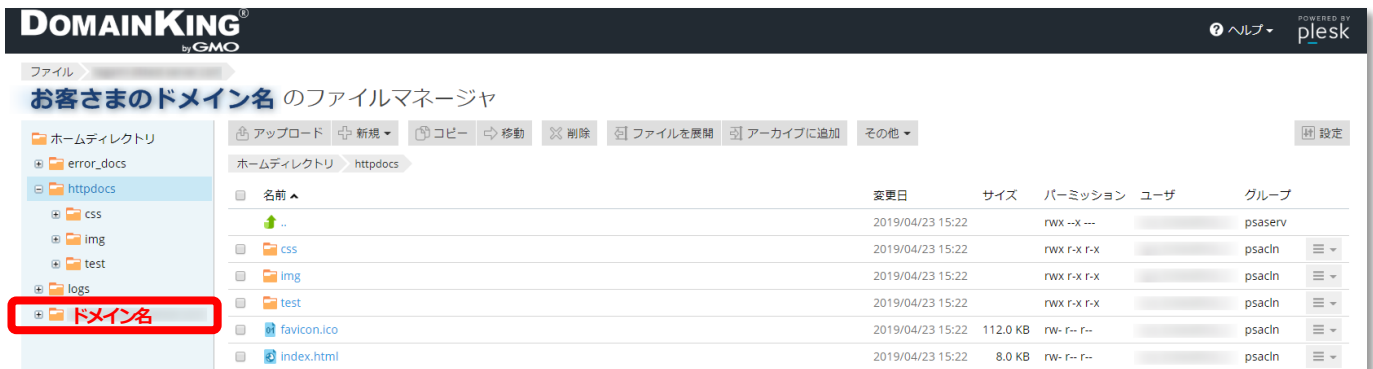 DOMAINKING®
by GMO
ヘルプ
POWERED BY
plesk
ファイル
お客さまのドメイン名 のファイルマネージャ
ホームディレクトリ
error_docs
httpdocs
css
img
test
logs
ドメイン名
アップロード 新規 コピー 移動 削除 ファイルを展開 アーカイブに追加 その他 設定
ホームディレクトリ httpdocs
名前 変更日 サイズ パーミッション ユーザ グループ
.. 2019/04/23 15:22 rwx --x --- psaserv
css 2019/04/23 15:22 rwx r-x r-x psacln
img 2019/04/23 15:22 rwx r-x r-x psacln
test 2019/04/23 15:22 rwx r-x r-x psacln
favicon.ico 2019/04/23 15:22 112.0 KB rw- r-- r-- psacln
index.html 2019/04/23 15:22 8.0 KB rw- r-- r-- psacln